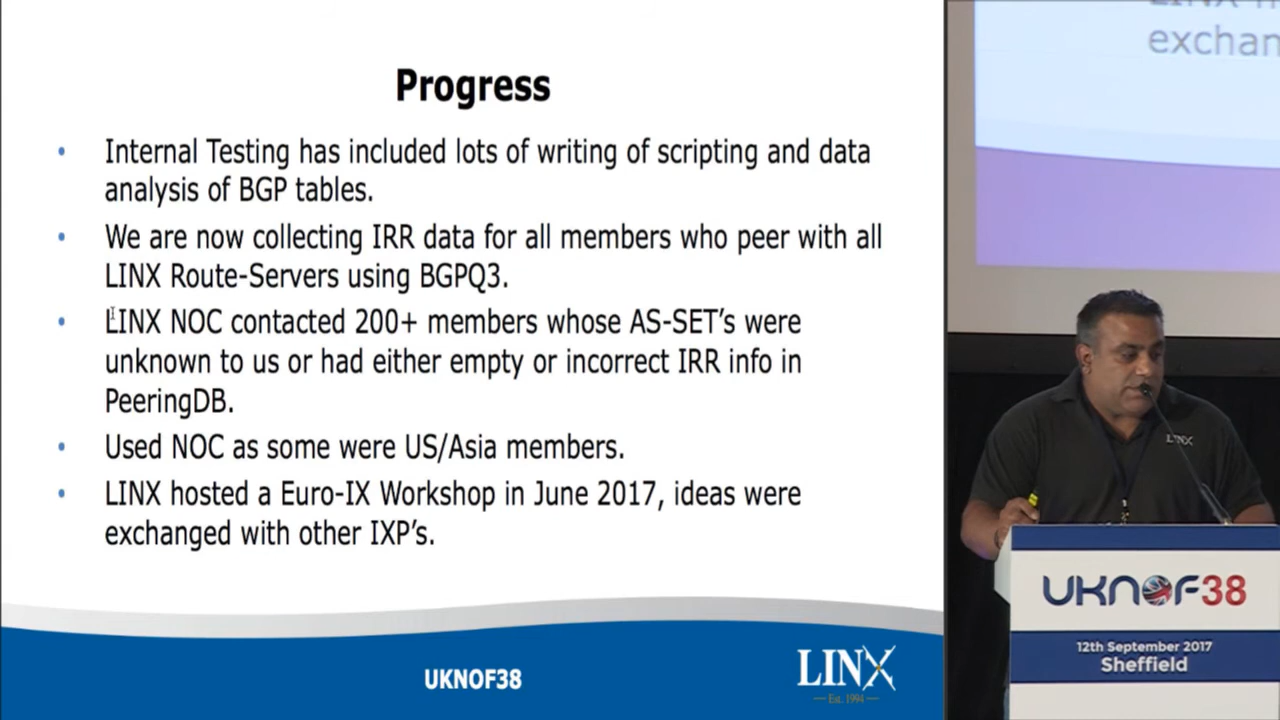 Progress
• Internal Testing has included lots of writing of scripting and data
analysis of BGP tables.
• We are now collecting IRR data for all members who peer with all
LINX Route-Servers using BGPQ3.
• LINX NOC contacted 200+ members whose AS-SET's were
unknown to us or had either empty or incorrect IRR info in
PeeringDB.
• Used NOC as some were US/Asia members.
• LINX hosted a Euro-IX Workshop in June 2017, ideas were
exchanged with other IXP's.
UKNOF38
LINX
Est. 1994
exchan
LINX
UKNOF38
12th September 2017
Sheffield